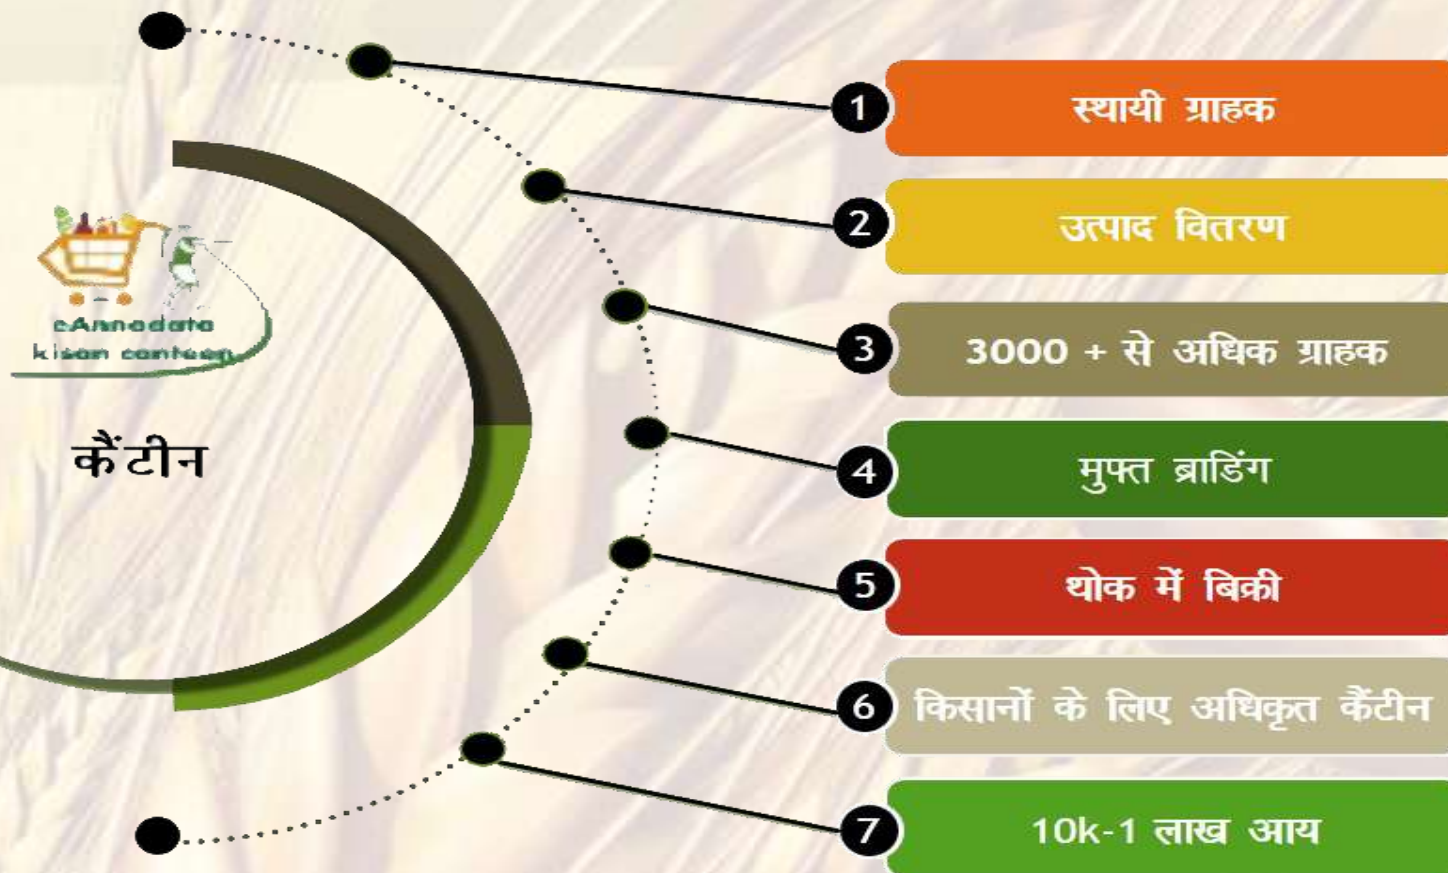 eAnnadata
kisan canteen
कैंटीन
1 स्थायी ग्राहक
2 उत्पाद वितरण
3 3000 + से अधिक ग्राहक
4 मुफ्त ब्राडिंग
5 थोक में बिक्री
6 किसानों के लिए अधिकृत कैंटीन
7 10k-1 लाख आय